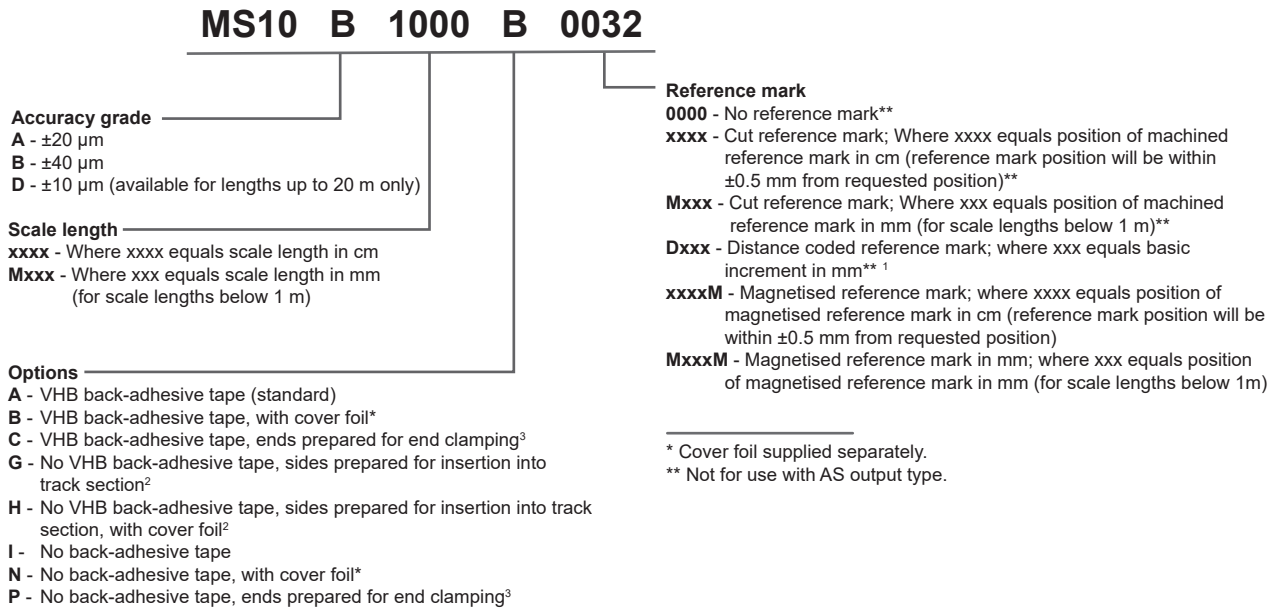 MS10 B 1000 B 0032
Accuracy grade
A - ±20 µm
B - ±40 µm
D - ±10 µm (available for lengths up to 20 m only)
Scale length
xxxx - Where xxxx equals scale length in cm
Mxxx - Where xxx equals scale length in mm
(for scale lengths below 1 m)
Options
A - VHB back-adhesive tape (standard)
B - VHB back-adhesive tape, with cover foil*
C - VHB back-adhesive tape, ends prepared for end clamping³
G - No VHB back-adhesive tape, sides prepared for insertion into
track section²
H - No VHB back-adhesive tape, sides prepared for insertion into track
section, with cover foil²
I - No back-adhesive tape
N - No back-adhesive tape, with cover foil*
P - No back-adhesive tape, ends prepared for end clamping³
Reference mark
0000 - No reference mark**
xxxx - Cut reference mark; Where xxxx equals position of machined
reference mark in cm (reference mark position will be within
±0.5 mm from requested position)**
Mxxx - Cut reference mark; Where xxx equals position of machined
reference mark in mm (for scale lengths below 1 m)**
Dxxx - Distance coded reference mark; where xxx equals basic
increment in mm** ¹
xxxxM - Magnetised reference mark; where xxxx equals position of
magnetised reference mark in cm (reference mark position will be
within ±0.5 mm from requested position)
MxxxM - Magnetised reference mark in mm; where xxx equals position
of magnetised reference mark in mm (for scale lengths below 1m)
* Cover foil supplied separately.
** Not for use with AS output type.